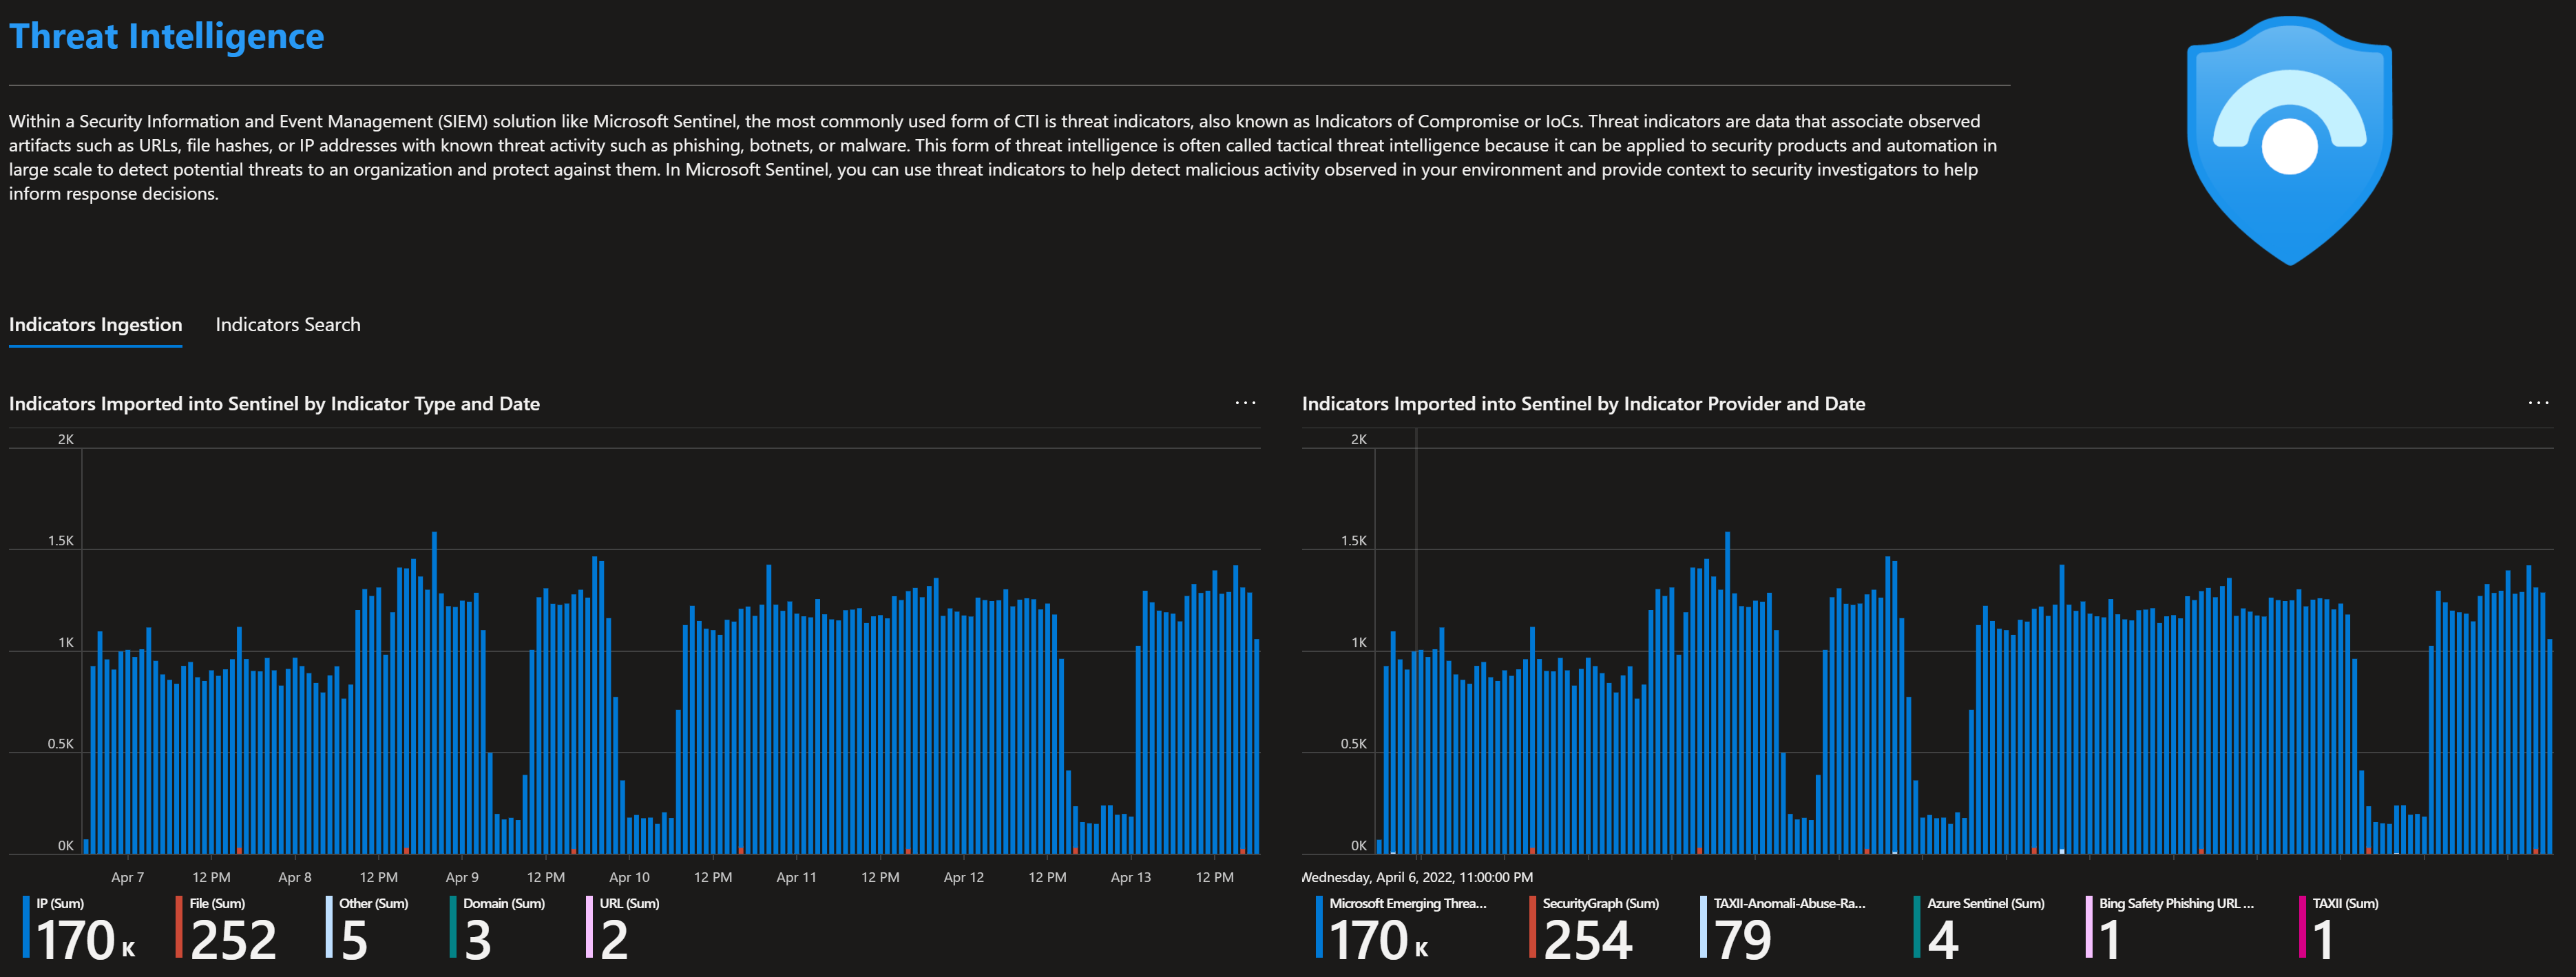 Threat Intelligence
Within a Security Information and Event Management (SIEM) solution like Microsoft Sentinel, the most commonly used form of CTI is threat indicators, also known as Indicators of Compromise or IoCs. Threat indicators are data that associate observed
artifacts such as URLs, file hashes, or IP addresses with known threat activity such as phishing, botnets, or malware. This form of threat intelligence is often called tactical threat intelligence because it can be applied to security products and automation in
large scale to detect potential threats to an organization and protect against them. In Microsoft Sentinel, you can use threat indicators to help detect malicious activity observed in your environment and provide context to security investigators to help
inform response decisions.
Indicators Ingestion Indicators Search
Indicators Imported into Sentinel by Indicator Type and Date
2K
1.5K
1K
0.5K
0K
Apr 7 12 PM Apr 8 12 PM Apr 9 12 PM Apr 10 12 PM Apr 11 12 PM Apr 12 12 PM Apr 13 12 PM
IP (Sum) File (Sum) Other (Sum) Domain (Sum) URL (Sum)
170 K 252 5 3 2
Indicators Imported into Sentinel by Indicator Provider and Date
2K
1.5K
1K
0.5K
0K
Wednesday, April 6, 2022, 11:00:00 PM
Microsoft Emerging Threa... SecurityGraph (Sum) TAXII-Anomali-Abuse-Ra... Azure Sentinel (Sum) Bing Safety Phishing URL ... TAXII (Sum)
170 K 254 79 4 1 1